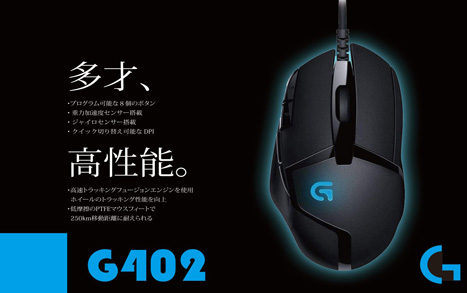 多才、
・プログラム可能な8個のボタン
・重力加速度センサー搭載
・ジャイロセンサー搭載
・クイック切り替え可能なDPI
高性能。
・高速トラッキングフュージョンエンジンを使用
ホイールのトラッキング性能を向上
・低摩擦のPTFEマウスフィートで
250km移動距離に耐えられる
G402